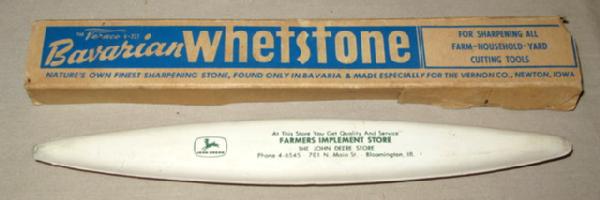 THE Vernco
Bavarian Whetstone
FOR SHARPENING ALL
FARM-HOUSEHOLD-YARD
CUTTING TOOLS
NATURE'S OWN FINEST SHARPENING STONE, FOUND ONLY IN BAVARIA & MADE ESPECIALLY FOR THE VERNON CO., NEWTON, IOWA
At This Store "You Get Quality And Service"
FARMERS IMPLEMENT STORE
THE JOHN DEERE STORE
Phone 4-6545 701 N. Main St. Bloomington, Ill.
JOHN DEERE